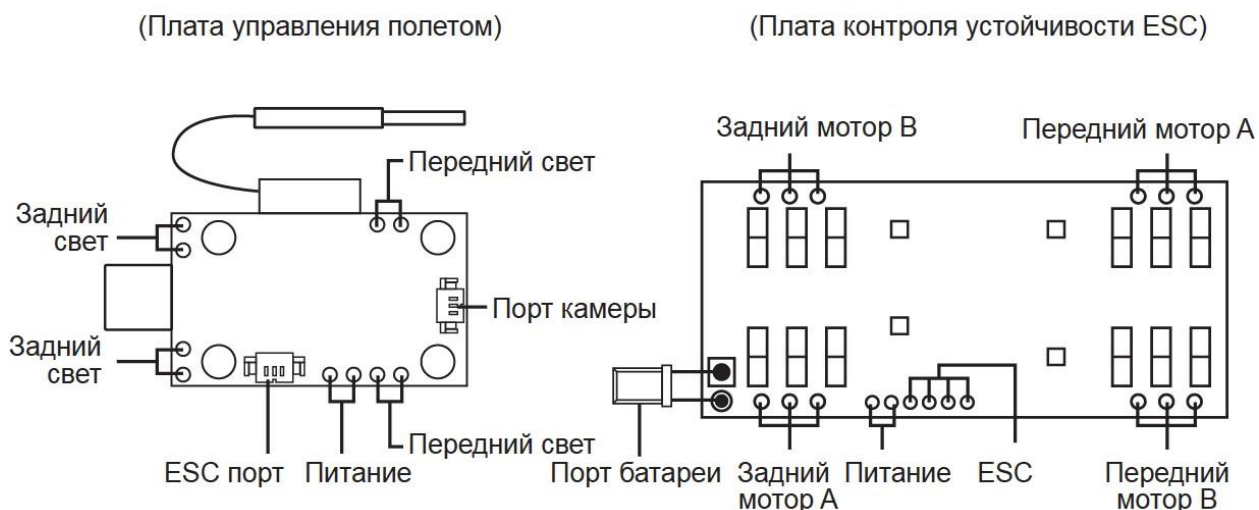 (Плата управления полетом)
Передний свет
Задний
свет
Порт камеры
Задний
свет
Передний свет
ESC порт
Питание
(Плата контроля устойчивости ESC)
Задний мотор B
Передний мотор A
Порт батареи
Задний
мотор A
Питание
ESC
Передний
мотор B